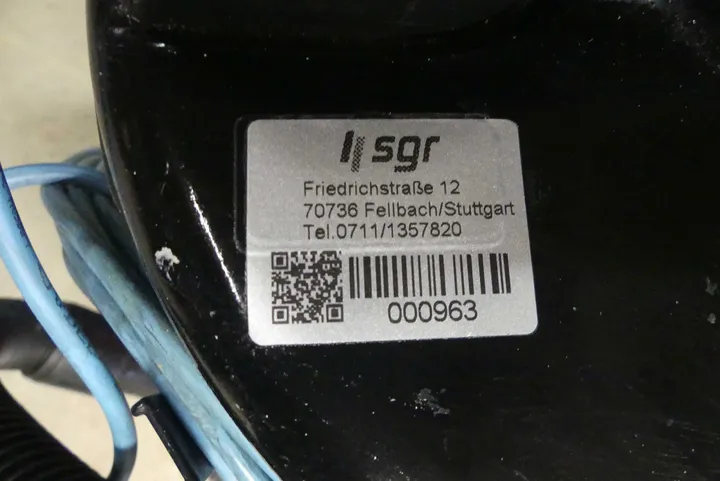 sgr
Friedrichstraße 12
70736 Fellbach/Stuttgart
Tel.0711/1357820
000963